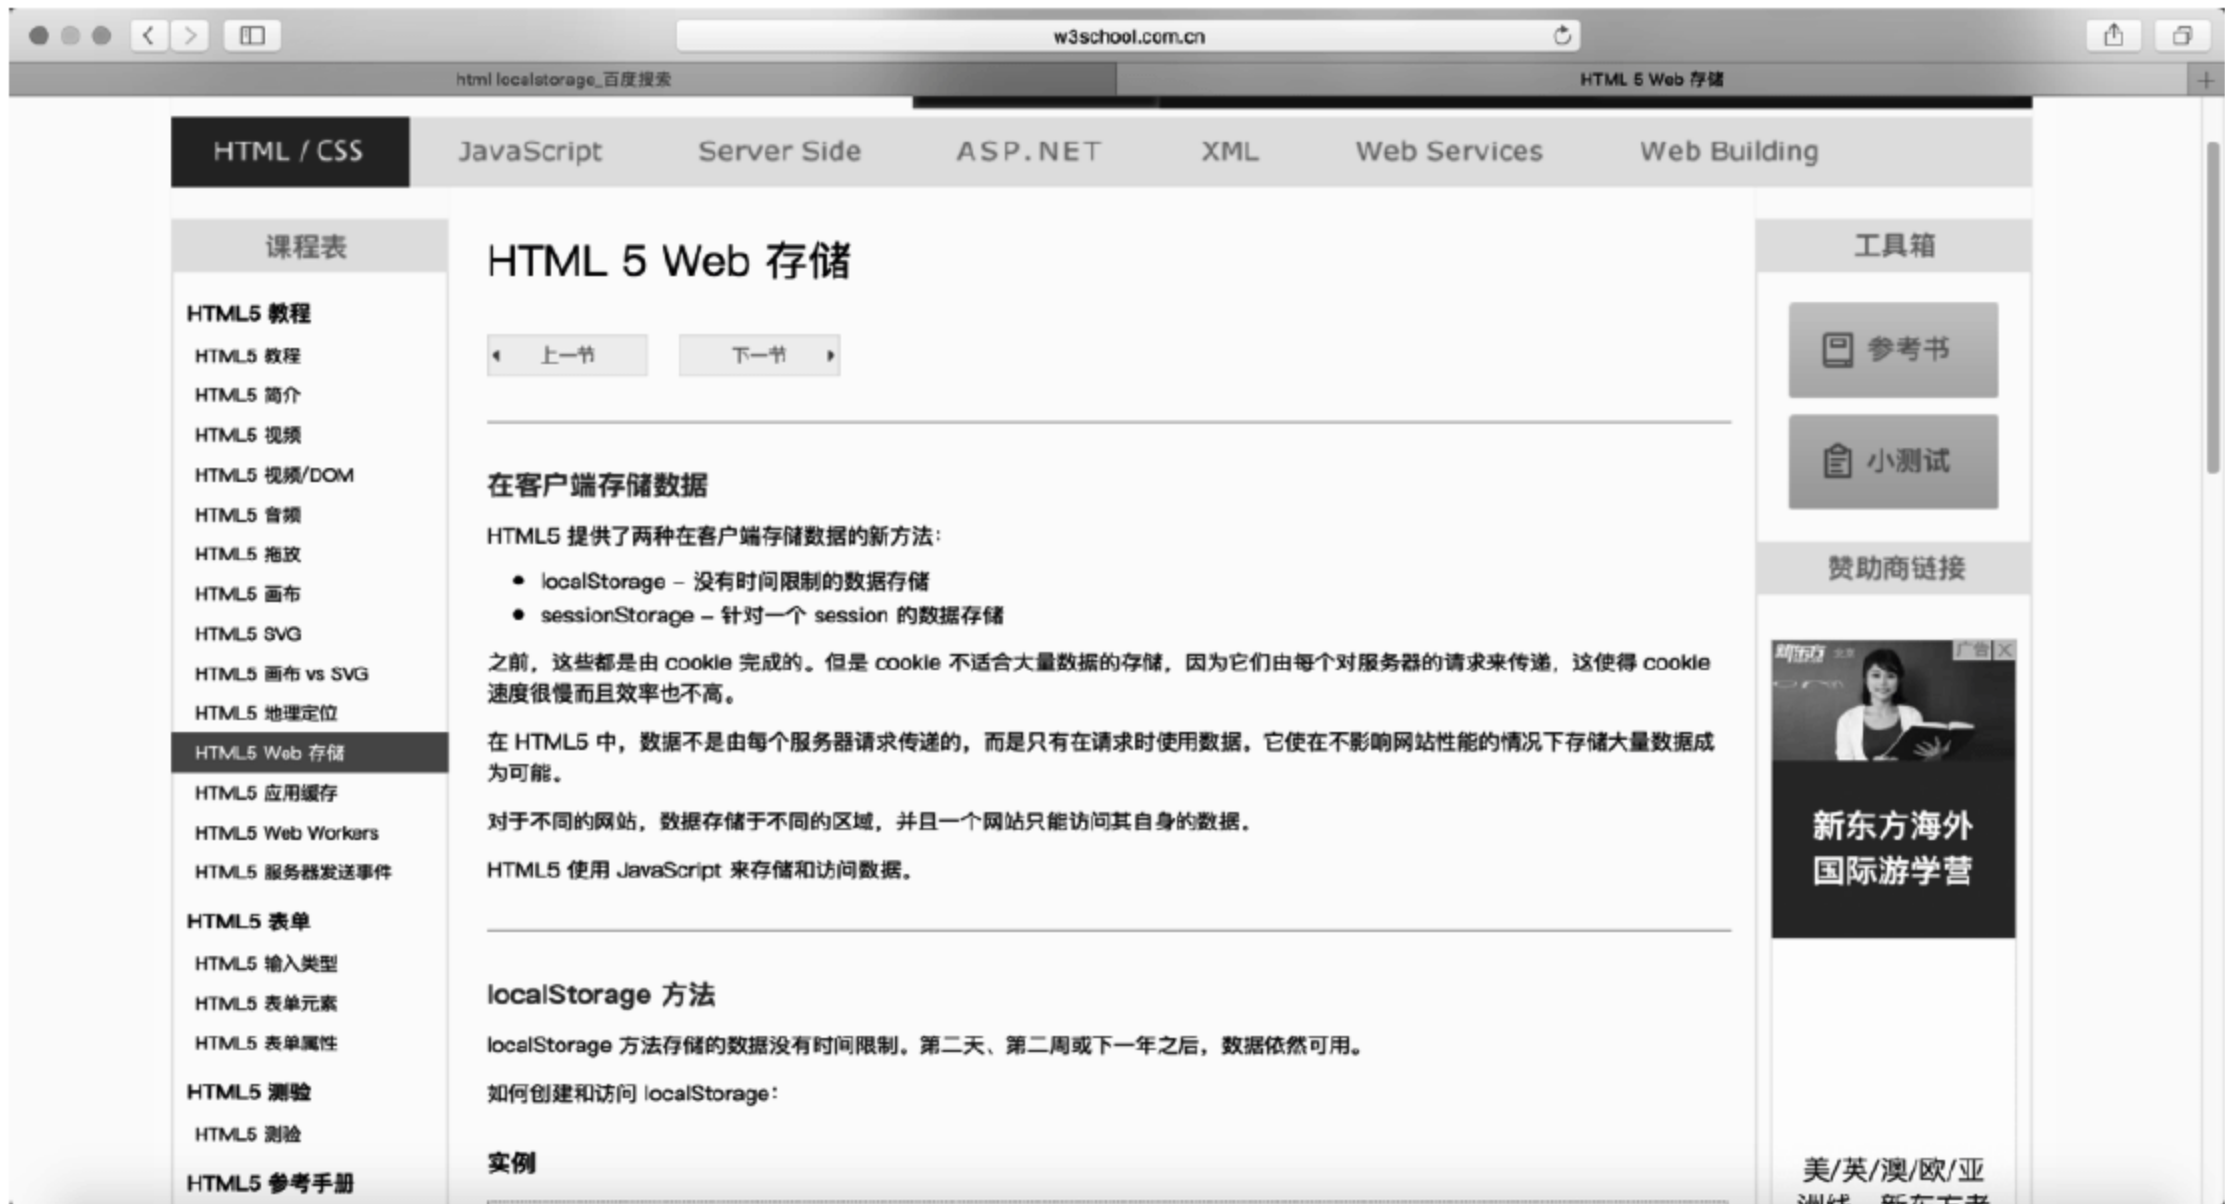 w3school.com.cn
html localstorage_百度搜索
HTML 5 Web 存储
HTML / CSS
JavaScript
Server Side
ASP.NET
XML
Web Services
Web Building
课程表
HTML5 教程
HTML5 教程
HTML5 简介
HTML5 视频
HTML5 视频/DOM
HTML5 音频
HTML5 拖放
HTML5 画布
HTML5 SVG
HTML5 画布 vs SVG
HTML5 地理定位
HTML5 Web 存储
HTML5 应用缓存
HTML5 Web Workers
HTML5 服务器发送事件
HTML5 表单
HTML5 输入类型
HTML5 表单元素
HTML5 表单属性
HTML5 测验
HTML5 测验
HTML5 参考手册
HTML 5 Web 存储
上一节
下一节
在客户端存储数据
HTML5 提供了两种在客户端存储数据的新方法：
• localStorage – 没有时间限制的数据存储
• sessionStorage – 针对一个 session 的数据存储
之前，这些都是由 cookie 完成的。但是 cookie 不适合大量数据的存储，因为它们由每个对服务器的请求来传递，这使得 cookie
速度很慢而且效率也不高。
在 HTML5 中，数据不是由每个服务器请求传递的，而是只有在请求时使用数据。它使在不影响网站性能的情况下存储大量数据成
为可能。
对于不同的网站，数据存储于不同的区域，并且一个网站只能访问其自身的数据。
HTML5 使用 JavaScript 来存储和访问数据。
localStorage 方法
localStorage 方法存储的数据没有时间限制。第二天、第二周或下一年之后，数据依然可用。
如何创建和访问 localStorage：
实例
工具箱
参考书
小测试
赞助商链接
新东方 北京
广告
新东方海外
国际游学营
美/英/澳/欧/亚